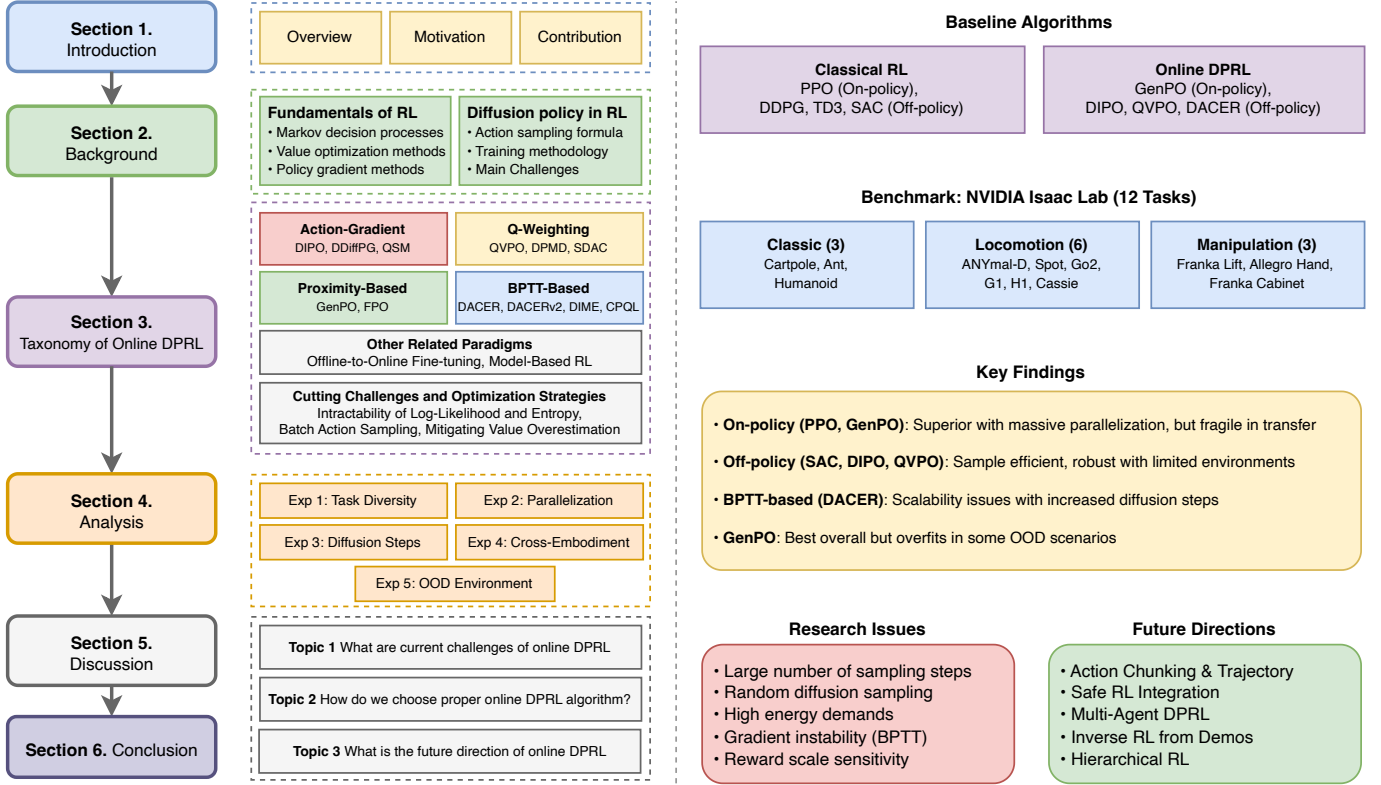 Section 1.
Introduction
Overview
Motivation
Contribution
Section 2.
Background
Fundamentals of RL
• Markov decision processes
• Value optimization methods
• Policy gradient methods
Diffusion policy in RL
• Action sampling formula
• Training methodology
• Main Challenges
Section 3.
Taxonomy of Online DPRL
Action-Gradient
DIPO, DDiffPG, QSM
Q-Weighting
QVPO, DPMD, SDAC
Proximity-Based
GenPO, FPO
BPTT-Based
DACER, DACERv2, DIME, CPQL
Other Related Paradigms
Offline-to-Online Fine-tuning, Model-Based RL
Cutting Challenges and Optimization Strategies
Intractability of Log-Likelihood and Entropy,
Batch Action Sampling, Mitigating Value Overestimation
Section 4.
Analysis
Exp 1: Task Diversity
Exp 2: Parallelization
Exp 3: Diffusion Steps
Exp 4: Cross-Embodiment
Exp 5: OOD Environment
Section 5.
Discussion
Topic 1 What are current challenges of online DPRL
Topic 2 How do we choose proper online DPRL algorithm?
Topic 3 What is the future direction of online DPRL
Section 6. Conclusion
Baseline Algorithms
Classical RL
PPO (On-policy),
DDPG, TD3, SAC (Off-policy)
Online DPRL
GenPO (On-policy),
DIPO, QVPO, DACER (Off-policy)
Benchmark: NVIDIA Isaac Lab (12 Tasks)
Classic (3)
Cartpole, Ant,
Humanoid
Locomotion (6)
ANYmal-D, Spot, Go2,
G1, H1, Cassie
Manipulation (3)
Franka Lift, Allegro Hand,
Franka Cabinet
Key Findings
• On-policy (PPO, GenPO): Superior with massive parallelization, but fragile in transfer
• Off-policy (SAC, DIPO, QVPO): Sample efficient, robust with limited environments
• BPTT-based (DACER): Scalability issues with increased diffusion steps
• GenPO: Best overall but overfits in some OOD scenarios
Research Issues
• Large number of sampling steps
• Random diffusion sampling
• High energy demands
• Gradient instability (BPTT)
• Reward scale sensitivity
Future Directions
• Action Chunking & Trajectory
• Safe RL Integration
• Multi-Agent DPRL
• Inverse RL from Demos
• Hierarchical RL